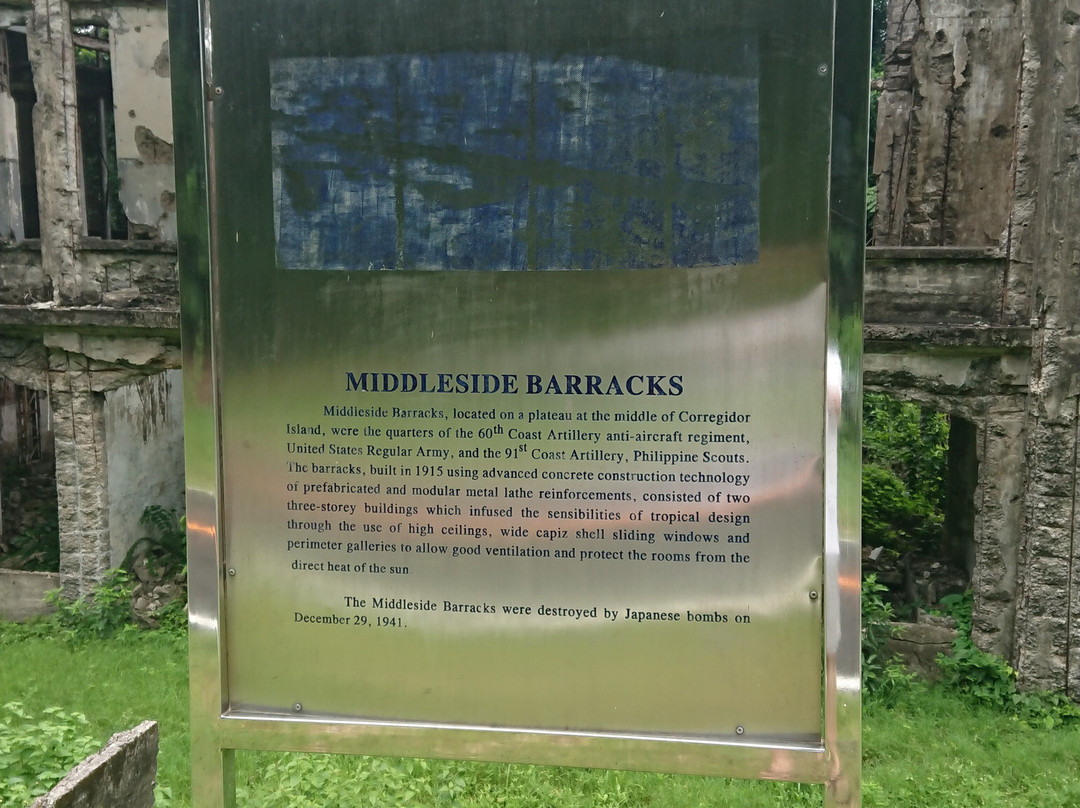 MIDDLESIDE BARRACKS
Middleside Barracks, located on a plateau at the middle of Corregidor
Island, were the quarters of the 60th Coast Artillery anti-aircraft regiment,
United States Regular Army, and the 91st Coast Artillery, Philippine Scouts.
The barracks, built in 1915 using advanced concrete construction technology
of prefabricated and modular metal lathe reinforcements, consisted of two
three-storey buildings which infused the sensibilities of tropical design
through the use of high ceilings, wide capiz shell sliding windows and
perimeter galleries to allow good ventilation and protect the rooms from the
direct heat of the sun
The Middleside Barracks were destroyed by Japanese bombs on
December 29, 1941.